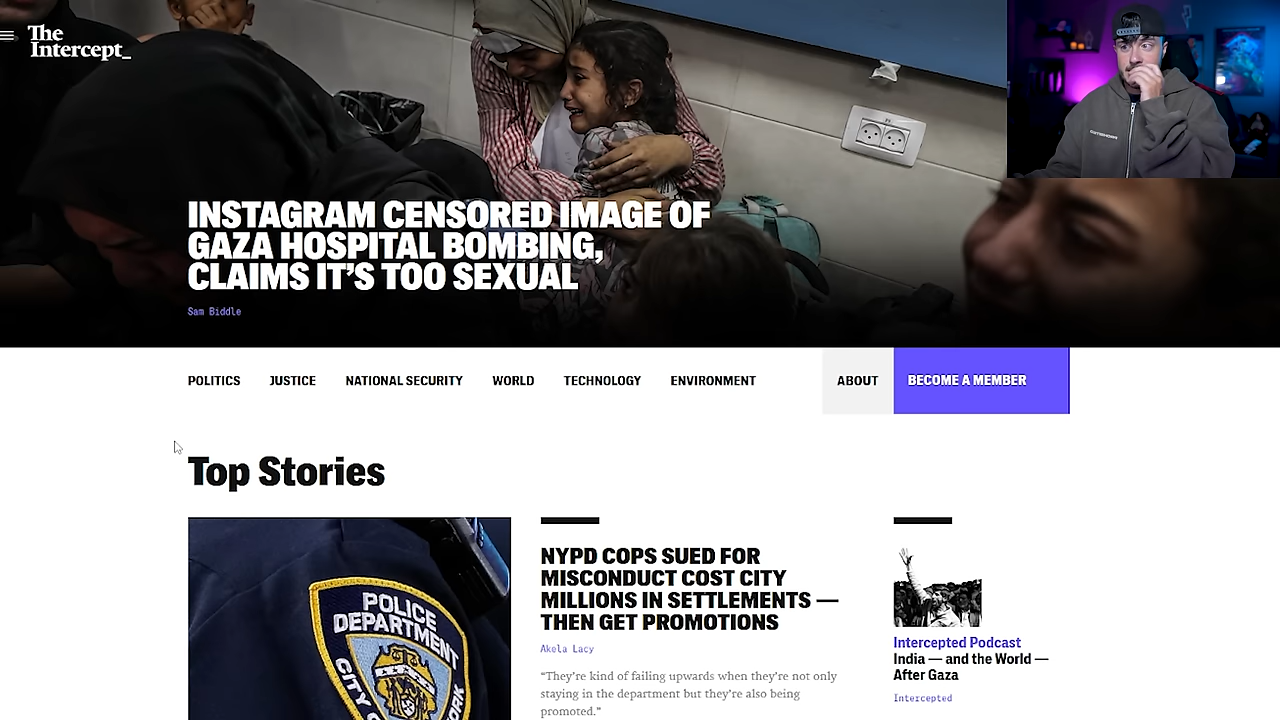 The
Intercept_
INSTAGRAM CENSORED IMAGE OF
GAZA HOSPITAL BOMBING,
CLAIMS IT'S TOO SEXUAL
Sam Biddle
POLITICS JUSTICE NATIONAL SECURITY WORLD TECHNOLOGY ENVIRONMENT ABOUT BECOME A MEMBER
Top Stories
POLICE
DEPARTMENT
CITY O
ORK
NYPD COPS SUED FOR
MISCONDUCT COST CITY
MILLIONS IN SETTLEMENTS —
THEN GET PROMOTIONS
Akela Lacy
“They’re kind of failing upwards when they’re not only
staying in the department but they’re also being
promoted.”
Intercepted Podcast
India — and the World —
After Gaza
Intercepted